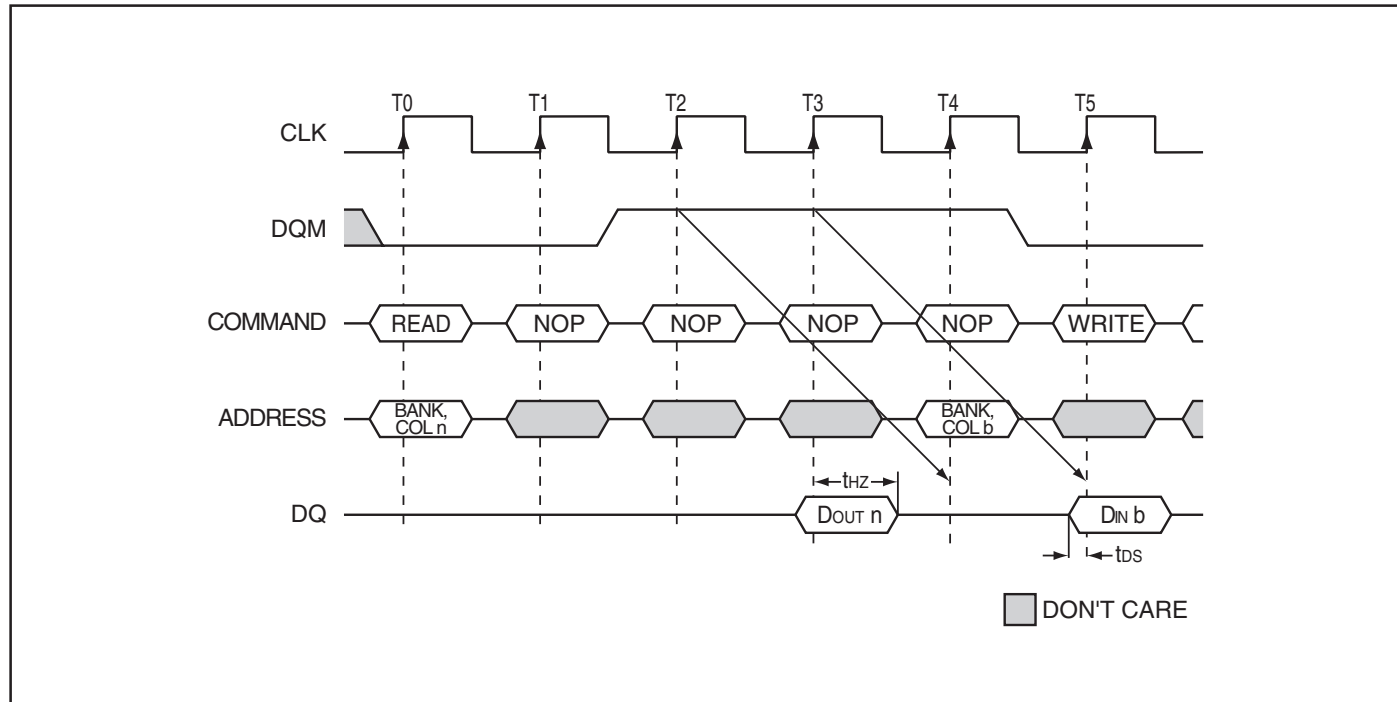 T0 T1 T2 T3 T4 T5
CLK
DQM
COMMAND READ NOP NOP NOP NOP WRITE
ADDRESS BANK, COL n BANK, COL b
tHZ
DQ DOUT n DIN b
tDS
DON'T CARE